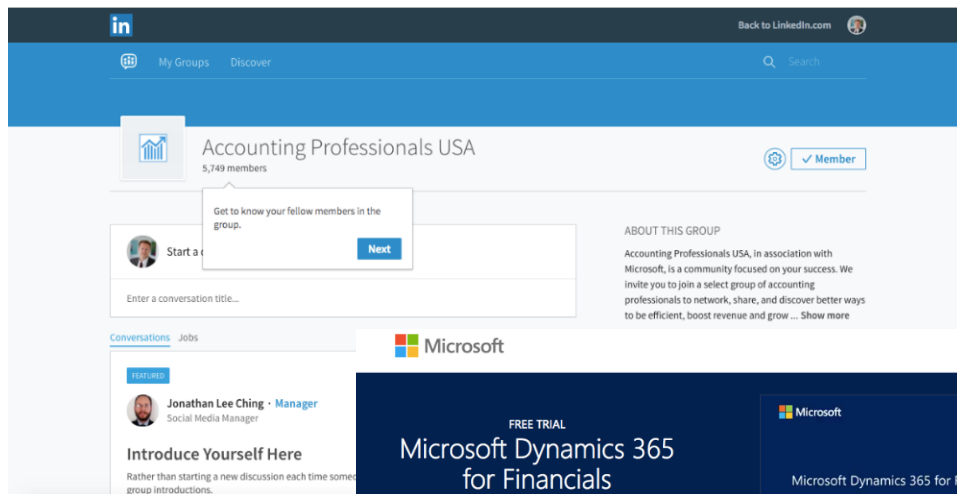 in
Back to LinkedIn.com
My Groups Discover
Search
Accounting Professionals USA
5,749 members
Member
Get to know your fellow members in the
group.
Next
Start a
Enter a conversation title...
ABOUT THIS GROUP
Accounting Professionals USA, in association with
Microsoft, is a community focused on your success. We
invite you to join a select group of accounting
professionals to network, share, and discover better ways
to be efficient, boost revenue and grow ... Show more
Conversations Jobs
FEATURED
Jonathan Lee Ching · Manager
Social Media Manager
Introduce Yourself Here
Rather than starting a new discussion each time
group introductions.
Microsoft
FREE TRIAL
Microsoft Dynamics 365
for Financials
Microsoft
Microsoft Dynamics 365 for